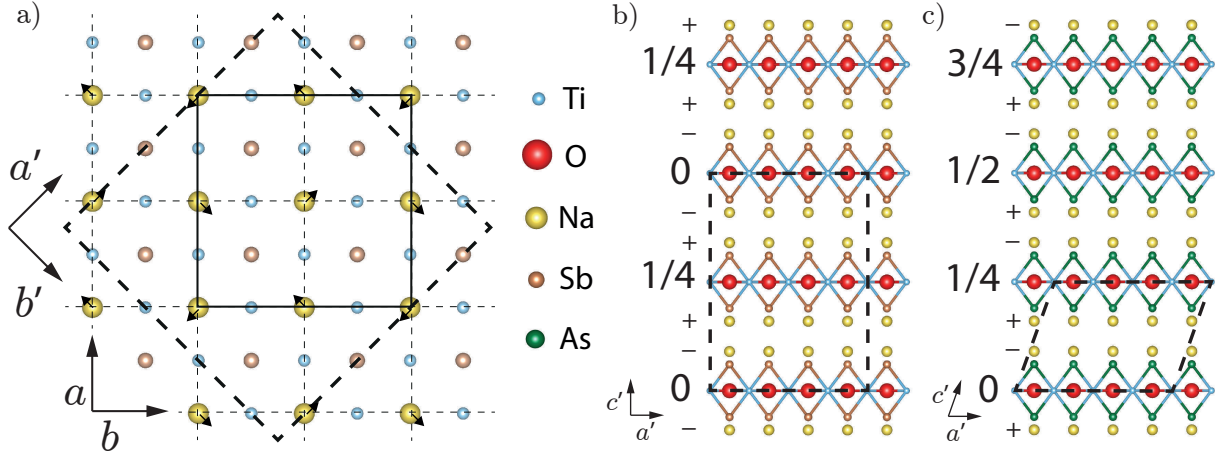 a)
a′
b′
a
b
Ti
O
Na
Sb
As
b)
+
1/4
+
−
0
−
+
1/4
+
−
0
−
c′
a′
c)
−
3/4
+
−
1/2
+
−
1/4
+
−
0
+
c′
a′